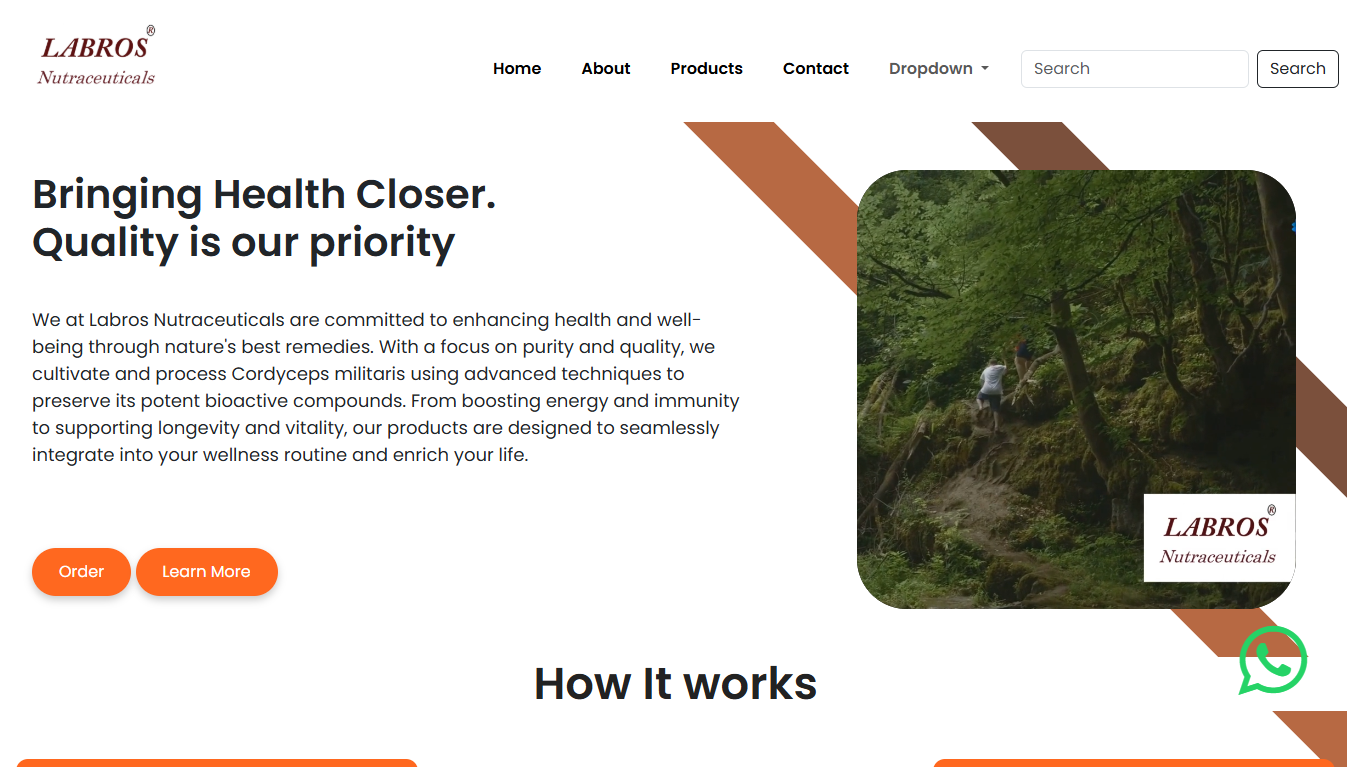 LABROS®
Nutraceuticals
Home About Products Contact Dropdown Search Search
Bringing Health Closer.
Quality is our priority
We at Labros Nutraceuticals are committed to enhancing health and well-
being through nature's best remedies. With a focus on purity and quality, we
cultivate and process Cordyceps militaris using advanced techniques to
preserve its potent bioactive compounds. From boosting energy and immunity
to supporting longevity and vitality, our products are designed to seamlessly
integrate into your wellness routine and enrich your life.
Order Learn More
LABROS®
Nutraceuticals
How It works